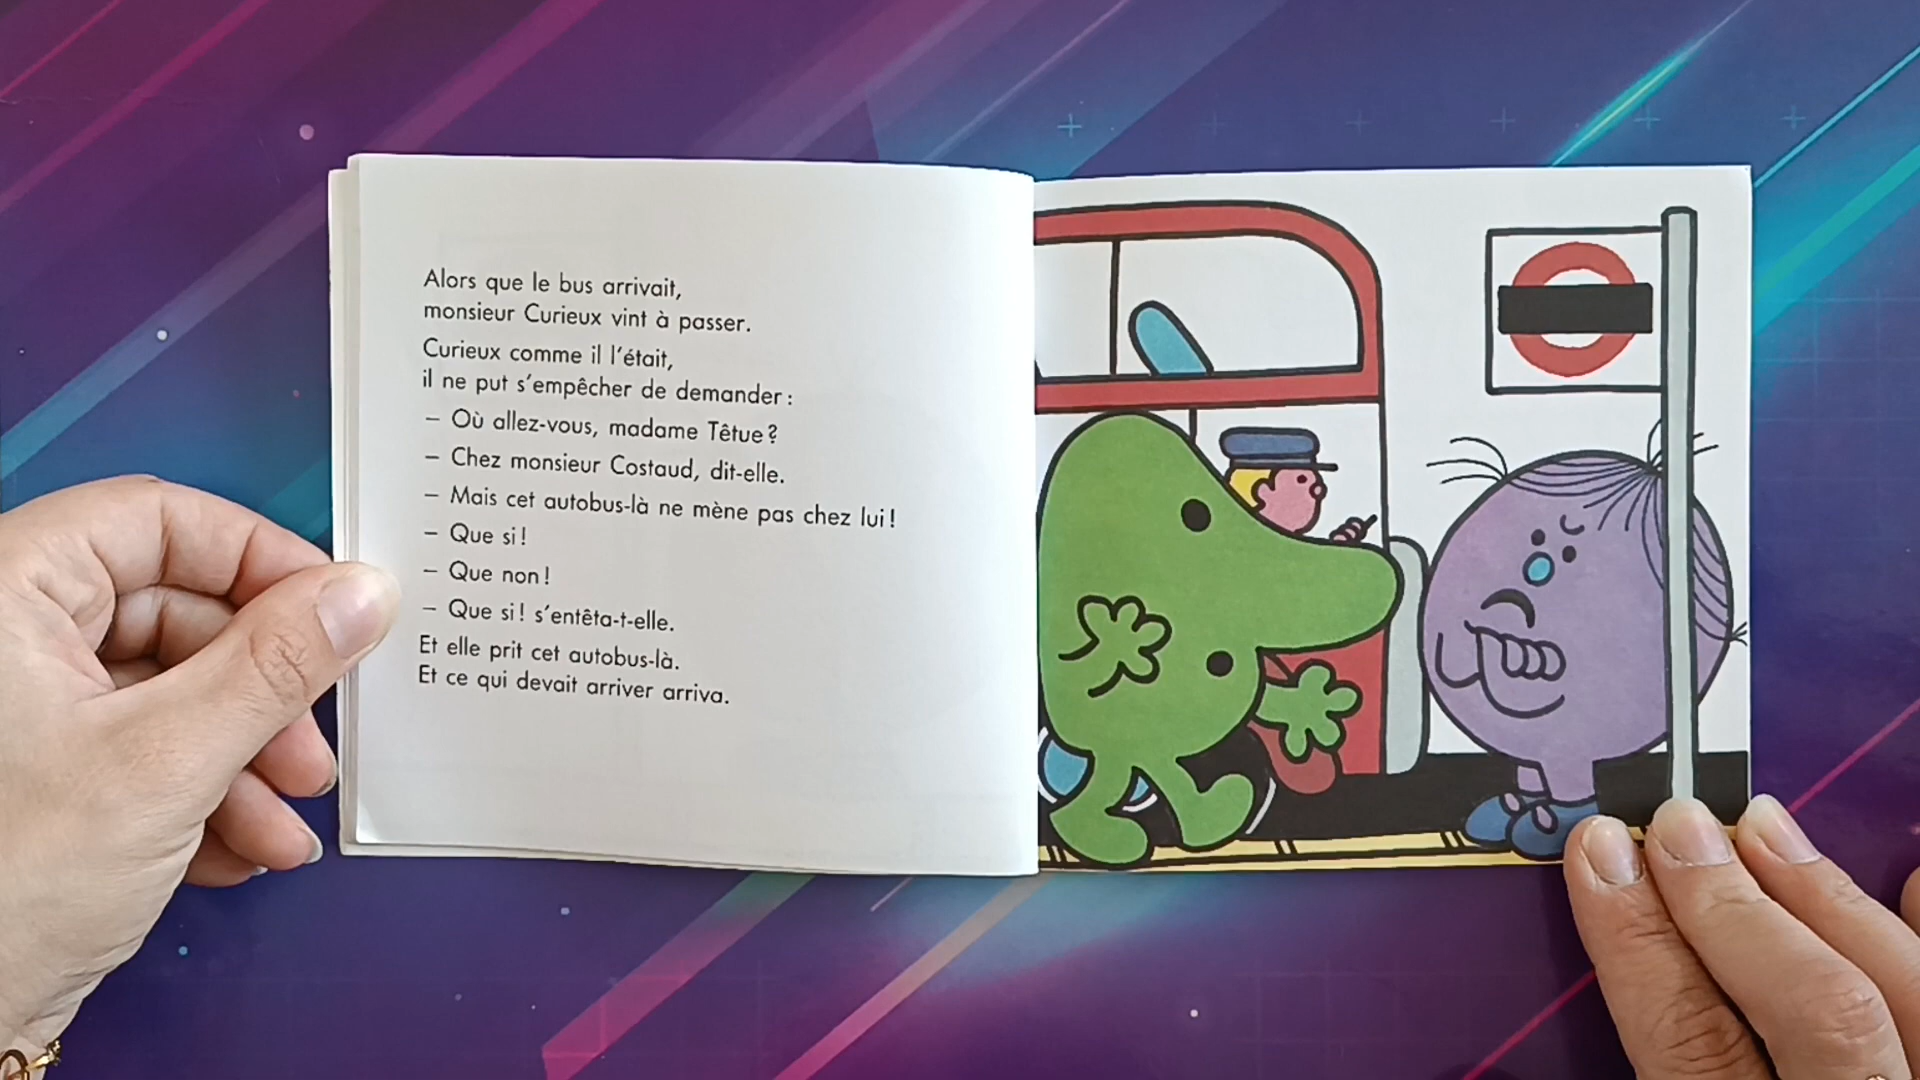 Alors que le bus arrivait,
monsieur Curieux vint à passer.
Curieux comme il l'était,
il ne put s'empêcher de demander :
– Où allez-vous, madame Têtue ?
– Chez monsieur Costaud, dit-elle.
– Mais cet autobus-là ne mène pas chez lui !
– Que si !
– Que non !
– Que si ! s'entêta-t-elle.
Et elle prit cet autobus-là.
Et ce qui devait arriver arriva.